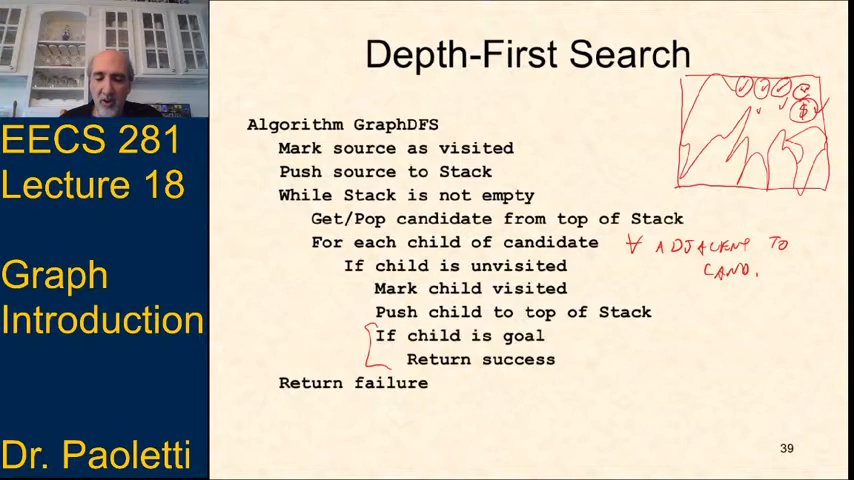 Depth-First Search
EECS 281
Lecture 18
Graph
Introduction
Dr. Paoletti
Algorithm GraphDFS
Mark source as visited
Push source to Stack
While Stack is not empty
Get/Pop candidate from top of Stack
For each child of candidate
∀ ADJACENT TO
CAND.
If child is unvisited
Mark child visited
Push child to top of Stack
If child is goal
Return success
Return failure
$
39